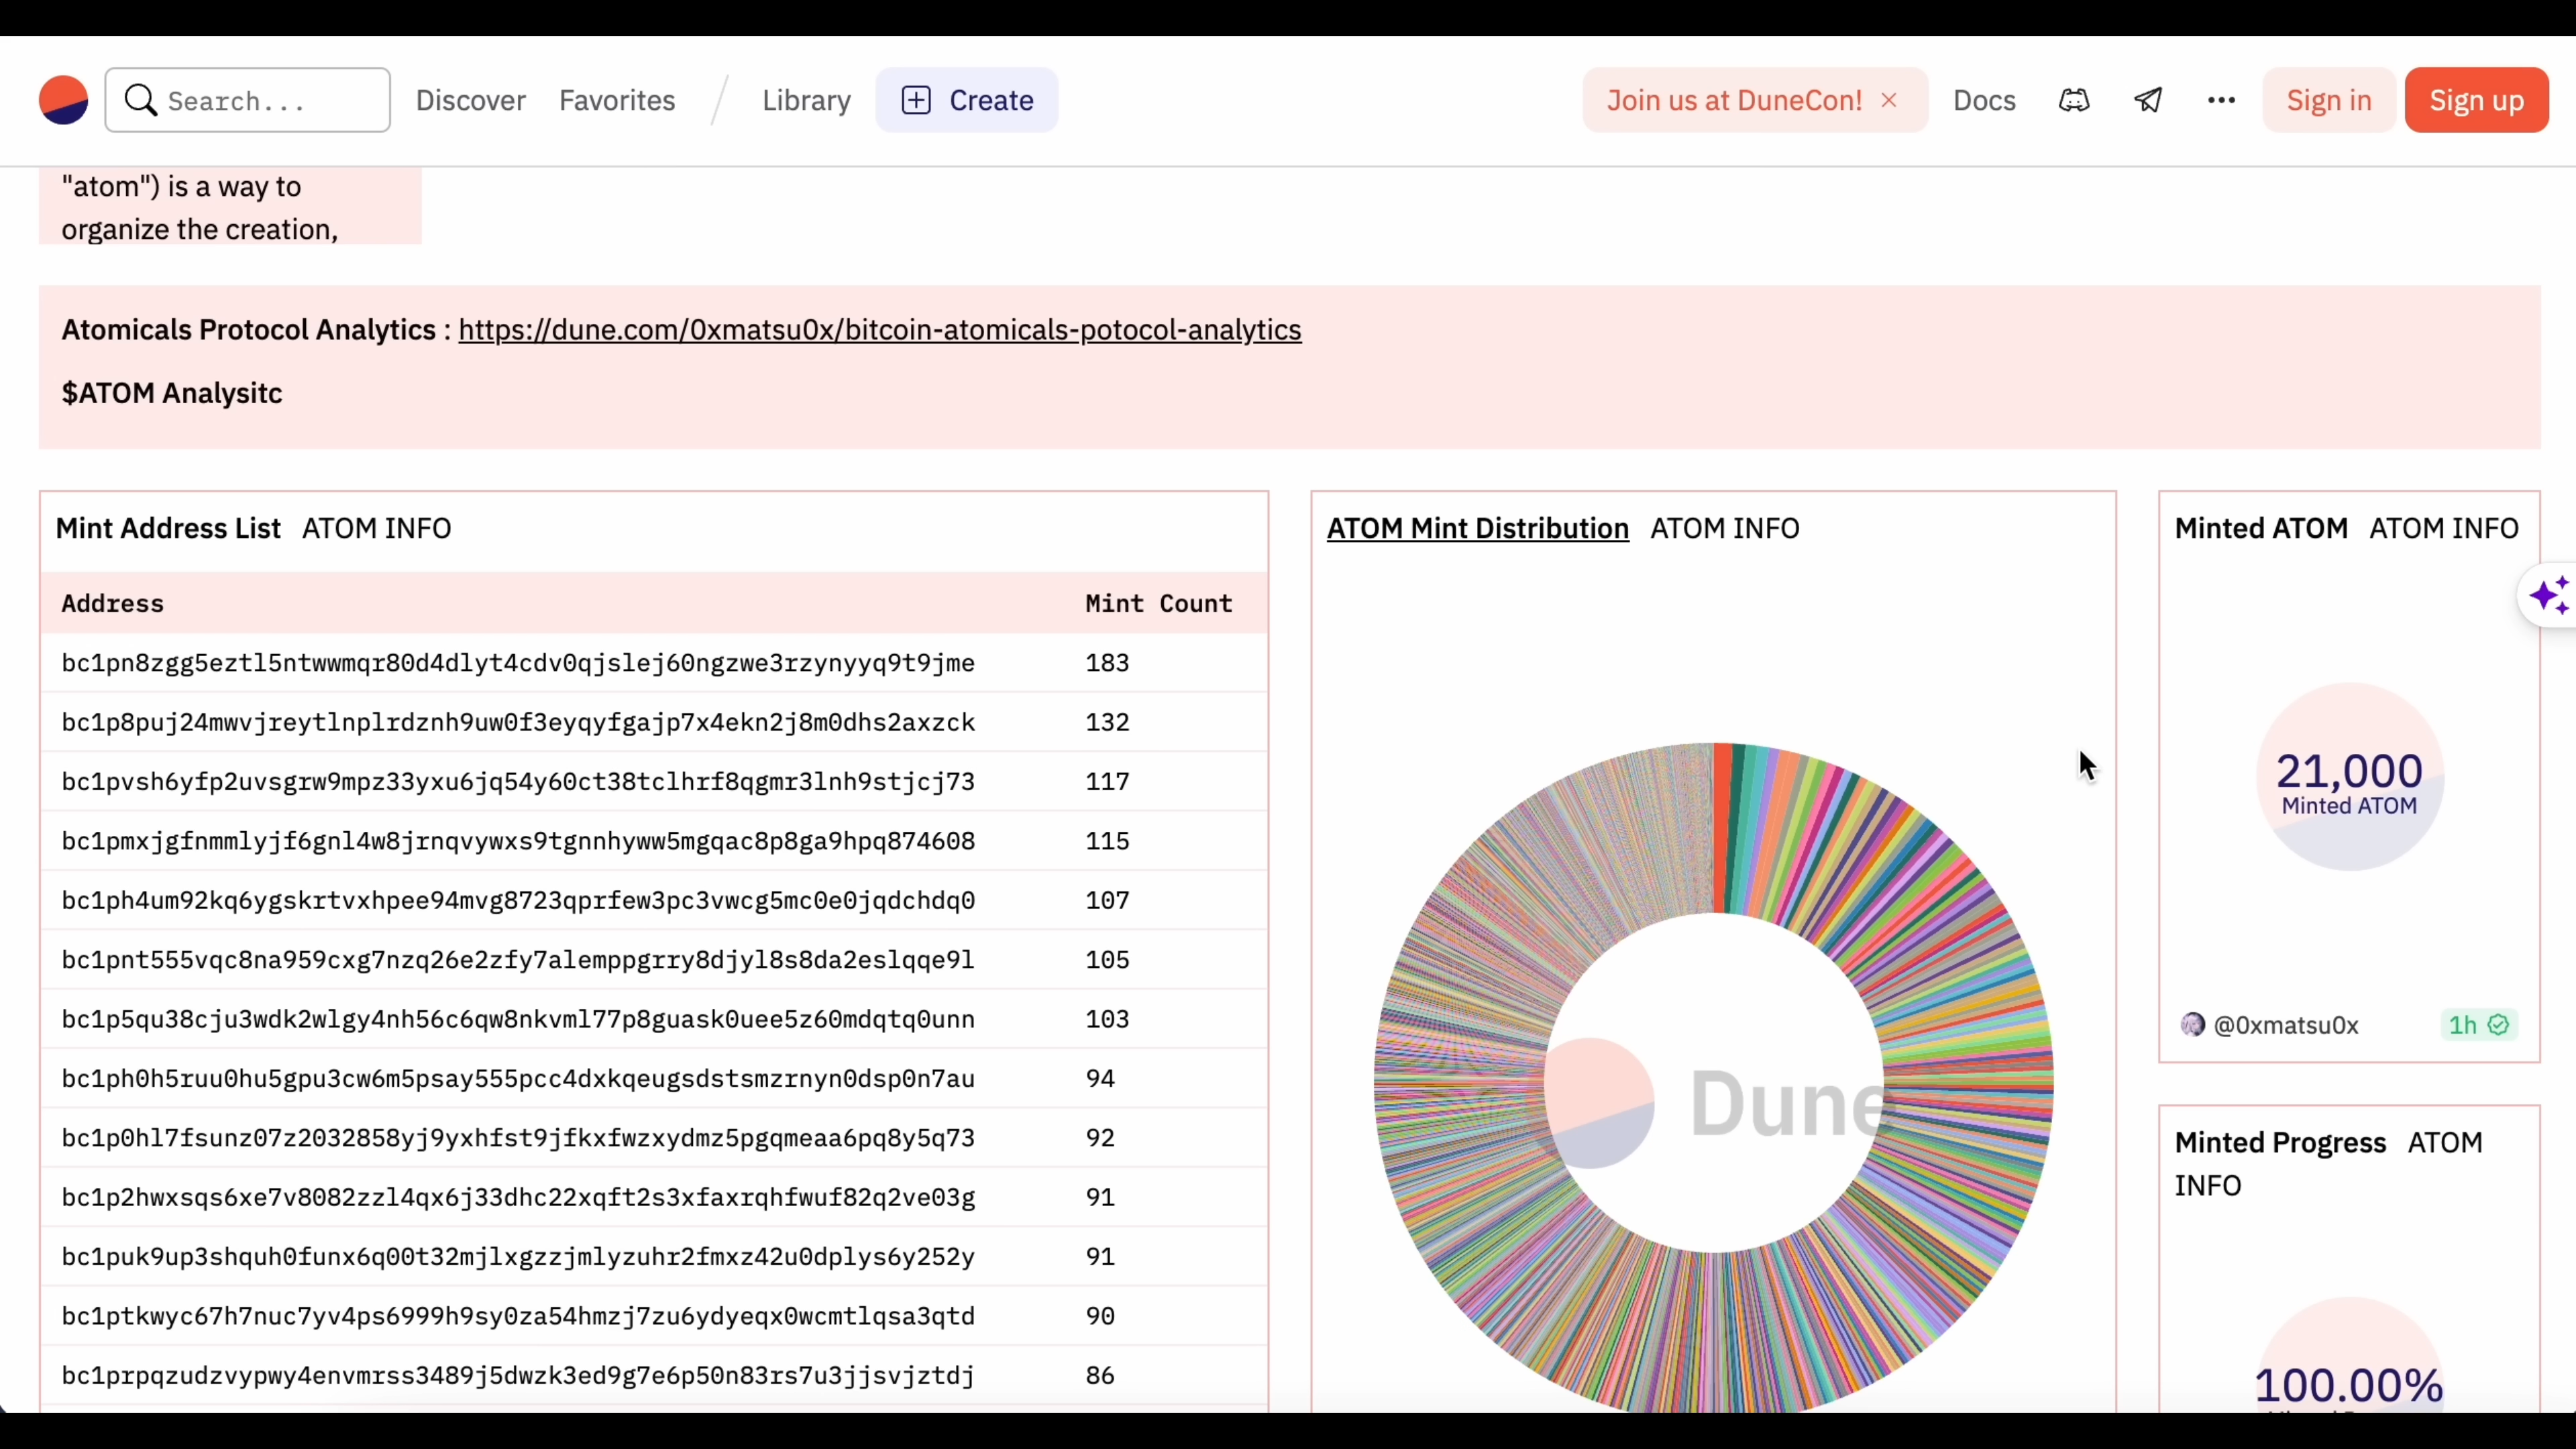 Search...
Discover
Favorites
Library
Create
Join us at DuneCon!
Docs
Sign in
Sign up
"atom") is a way to
organize the creation,
Atomicals Protocol Analytics : https://dune.com/0xmatsu0x/bitcoin-atomicals-potocol-analytics
$ATOM Analysitc
Mint Address List ATOM INFO
Address Mint Count
bc1pn8zgg5eztl5ntwwmqr80d4dlyt4cdv0qjslej60ngzwe3rzynyyq9t9jme 183
bc1p8puj24mwvjreytlnplrdznh9uw0f3eyqyfgajp7x4ekn2j8m0dhs2axzck 132
bc1pvsh6yfp2uvsgrw9mpz33yxu6jq54y60ct38tclhrf8qgmr3lnh9stjcj73 117
bc1pmxjgfnmmlyjf6gnl4w8jrnqvywxs9tgnnhyww5mgqac8p8ga9hpq874608 115
bc1ph4um92kq6ygskrtvxhpee94mvg8723qprfew3pc3vwcg5mc0e0jqdchdq0 107
bc1pnt555vqc8na959cxg7nzq26e2zfy7alemppgrry8djyl8s8da2eslqqe9l 105
bc1p5qu38cju3wdk2wlgy4nh56c6qw8nkvml77p8guask0uee5z60mdqtq0unn 103
bc1ph0h5ruu0hu5gpu3cw6m5psay555pcc4dxkqeugsdstsmzrnyn0dsp0n7au 94
bc1p0hl7fsunz07z2032858yj9yxhfst9jfkxfwzxydmz5pgqmeaa6pq8y5q73 92
bc1p2hwxsqs6xe7v8082zzl4qx6j33dhc22xqft2s3xfaxrqhfwuf82q2ve03g 91
bc1puk9up3shquh0funx6q00t32mjlxgzzjmlyzuhr2fmxz42u0dplys6y252y 91
bc1ptkwyc67h7nuc7yv4ps6999h9sy0za54hmzj7zu6ydyeqx0wcmtlqsa3qtd 90
bc1prpqzudzvypwy4envmrss3489j5dwzk3ed9g7e6p50n83rs7u3jjsvjztdj 86
ATOM Mint Distribution ATOM INFO
Dune
Minted ATOM ATOM INFO
21,000
Minted ATOM
@0xmatsu0x 1h
Minted Progress ATOM
INFO
100.00%